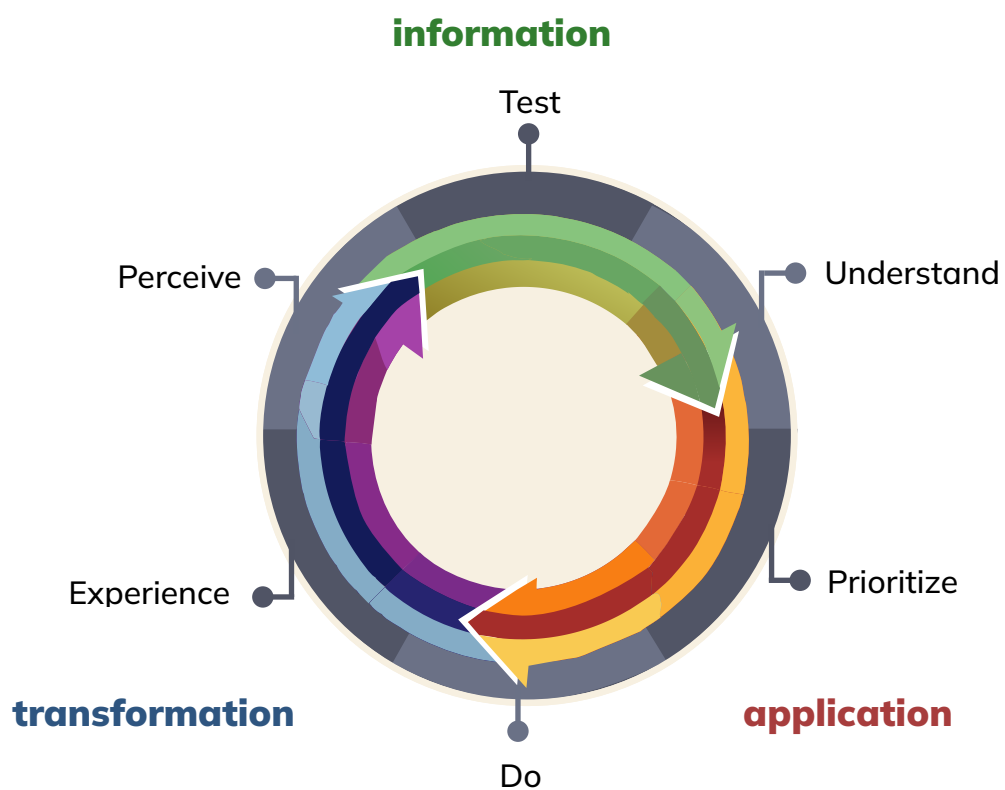 information
Test
Perceive
Understand
Experience
Prioritize
transformation
application
Do